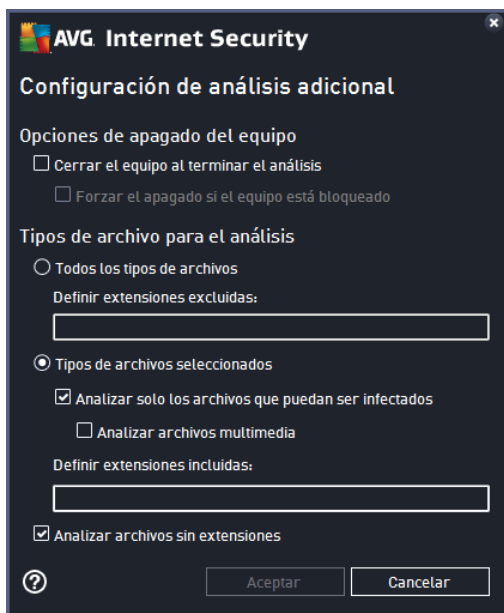 AVG. Internet Security
Configuración de análisis adicional
Opciones de apagado del equipo
Cerrar el equipo al terminar el análisis
Forzar el apagado si el equipo está bloqueado
Tipos de archivo para el análisis
Todos los tipos de archivos
Definir extensiones excluidas:
Tipos de archivos seleccionados
Analizar solo los archivos que puedan ser infectados
Analizar archivos multimedia
Definir extensiones incluidas:
Analizar archivos sin extensiones
? Aceptar Cancelar